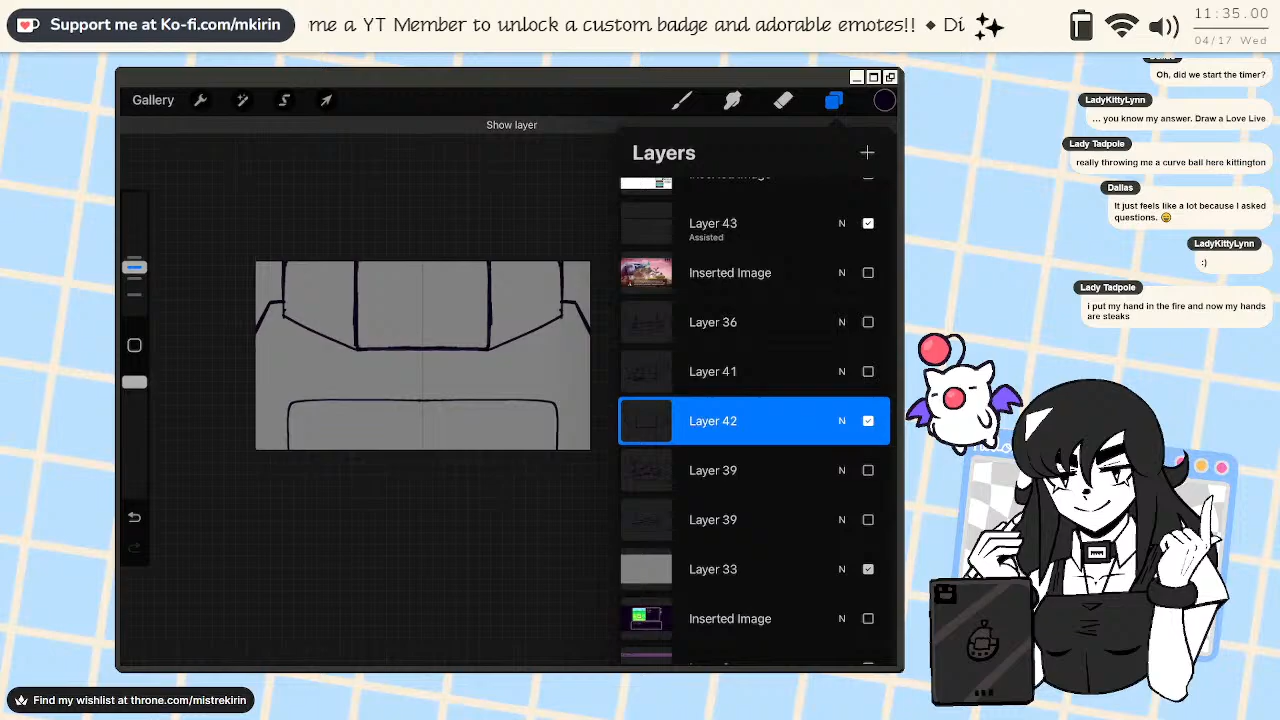 Support me at Ko-fi.com/mkirin
me a YT Member to unlock a custom badge and adorable emotes!! ◆ Di
11:35.00
04/17 Wed
Gallery
Show layer
Layers
Layer 43 N
Assisted
Inserted Image N
Layer 36 N
Layer 41 N
Layer 42 N
Layer 39 N
Layer 39 N
Layer 33 N
Inserted Image N
Oh, did we start the timer?
LadyKittyLynn
... you know my answer. Draw a Love Live
Lady Tadpole
really throwing me a curve ball here kittington
Dallas
It just feels like a lot because I asked
questions. 😅
LadyKittyLynn
:)
Lady Tadpole
i put my hand in the fire and now my hands
are steaks
Find my wishlist at throne.com/mistrekirin